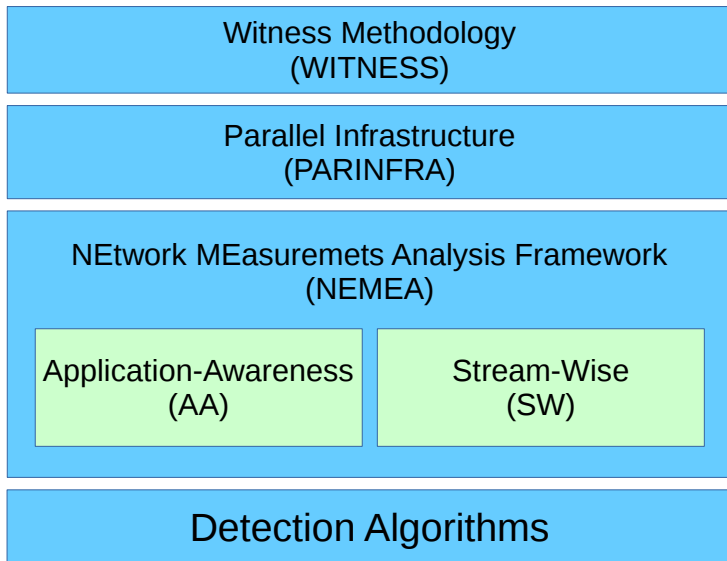 Witness Methodology
(WITNESS)
Parallel Infrastructure
(PARINFRA)
NEtwork MEasuremets Analysis Framework
(NEMEA)
Application-Awareness
(AA)
Stream-Wise
(SW)
Detection Algorithms